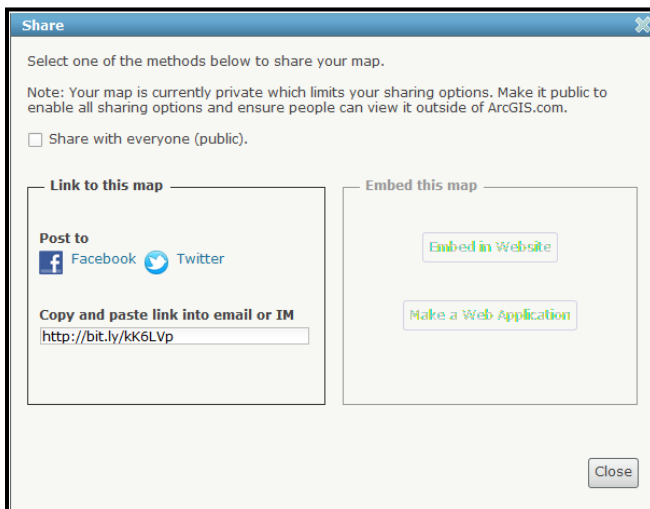 Share
Select one of the methods below to share your map.
Note: Your map is currently private which limits your sharing options. Make it public to
enable all sharing options and ensure people can view it outside of ArcGIS.com.
Share with everyone (public).
Link to this map
Post to
Facebook Twitter
Copy and paste link into email or IM
http://bit.ly/kK6LVp
Embed this map
Embed in Website
Make a Web Application
Close